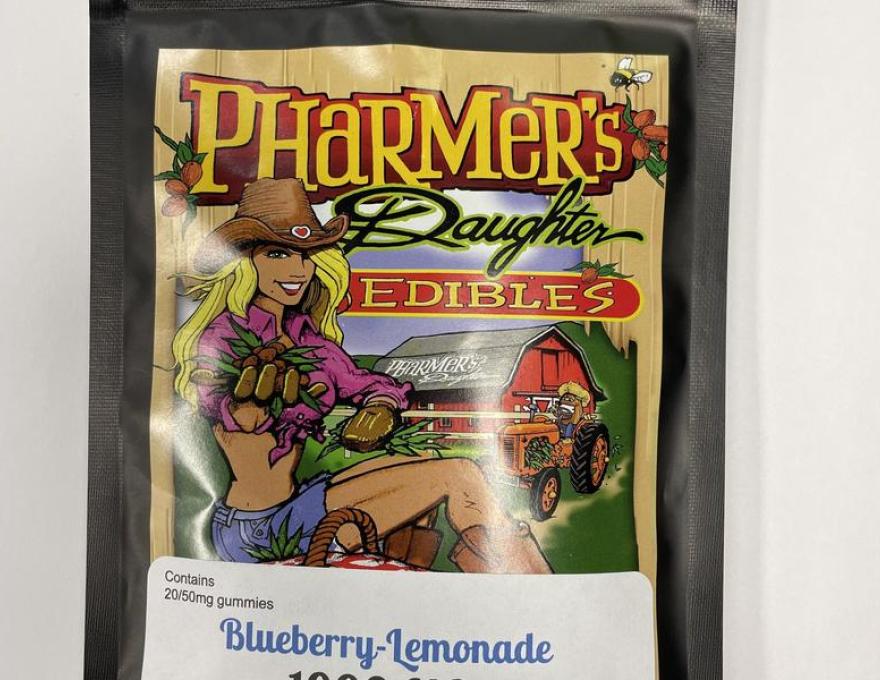 PHARMER'S
Daughter
EDIBLES
PHARMER'S
Daughter
Contains
20/50mg gummies
Blueberry-Lemonade